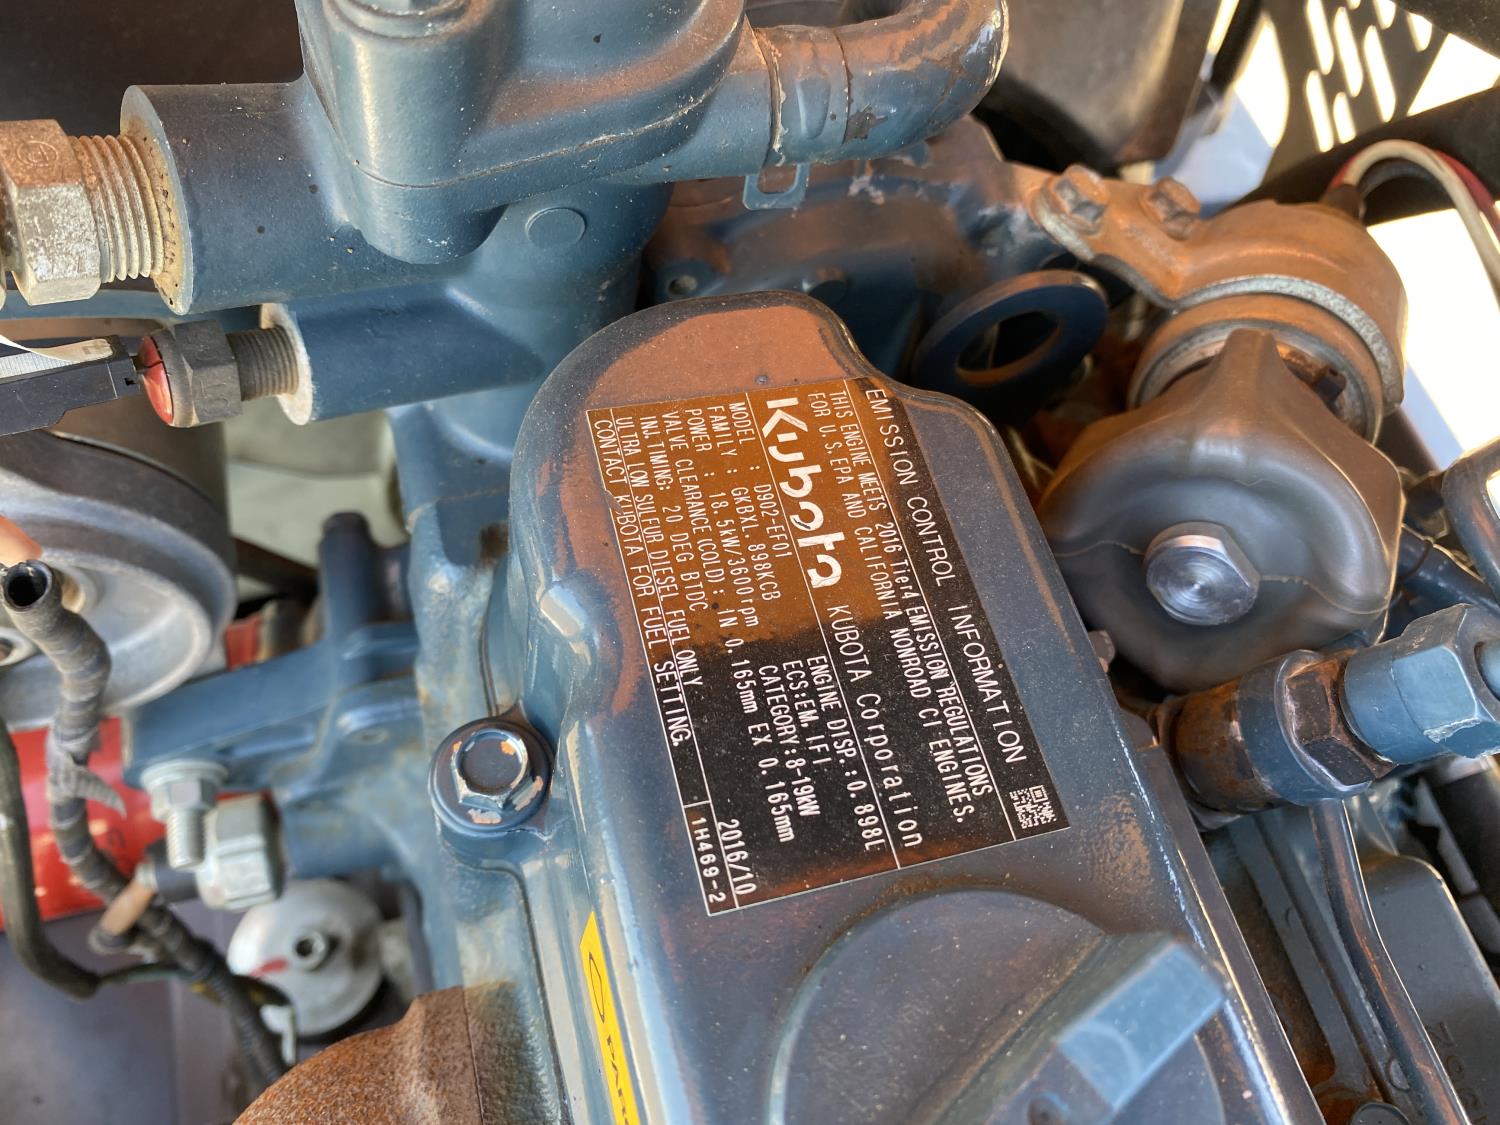 EMISSION CONTROL INFORMATION
THIS ENGINE MEETS 2016 Tier4 EMISSION REGULATIONS
FOR U.S.EPA AND CALIFORNIA NONROAD CI ENGINES.
Kubota KUBOTA Corporation
MODEL : D902-EF01 ENGINE DISP.:0.898L
FAMILY : GKBXL.898KCB ECS:EM, IFI
POWER : 18.5kW/3600rpm CATEGORY:8-19kW
VALVE CLEARANCE(COLD): IN 0.165mm EX 0.165mm
INJ.TIMING: 20 DEG BTDC.
ULTRA LOW SULFUR DIESEL FUEL ONLY 2016/10
CONTACT KUBOTA FOR FUEL SETTING. 1H469-2